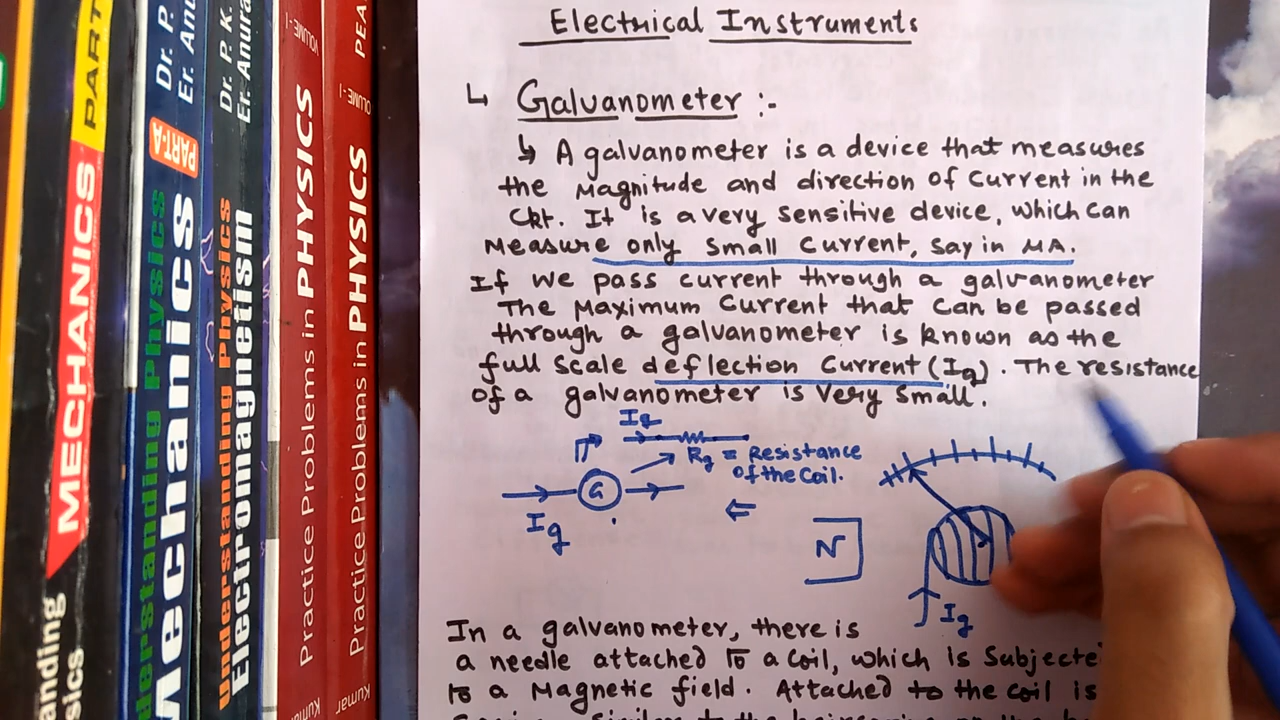 Electrical Instruments
↳ Galvanometer :-
↳ A galvanometer is a device that measures
the Magnitude and direction of Current in the
Ckt. It is a very sensitive device, which can
Measure only Small Current, Say in μA.
If we pass current through a galvanometer
The Maximum Current that Can be passed
through a galvanometer is known as the
full Scale deflection Current (Ig). The resistance
of a galvanometer is Very Small.
Ig
Rg = Resistance
of the Coil.
G
Ig
N
Ig
In a galvanometer, there is
a needle attached to a Coil, which is Subjecte
to a Magnetic field. Attached to the coil is
MECHANICS PART
anding
sics
Understanding Physics
Mechanics
PART-A
Dr. P.
Er. Anu
Understanding Physics
Electromagnetism
Dr. P. K.
Er. Anura
Practice Problems in PHYSICS
VOLUME - I
Practice Problems in PHYSICS
OLUME - I
PEA
Kumar